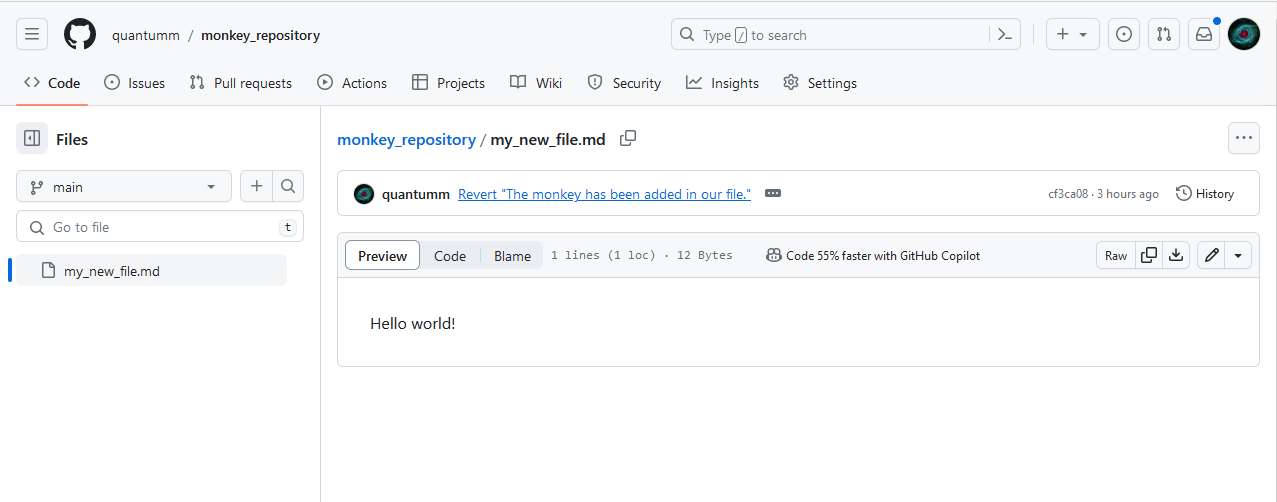 quantumm / monkey_repository
Type / to search
Code
Issues
Pull requests
Actions
Projects
Wiki
Security
Insights
Settings
Files
main
Go to file
t
my_new_file.md
monkey_repository / my_new_file.md
quantumm Revert "The monkey has been added in our file."
cf3ca08 · 3 hours ago
History
Preview
Code
Blame
1 lines (1 loc) · 12 Bytes
Code 55% faster with GitHub Copilot
Raw
Hello world!